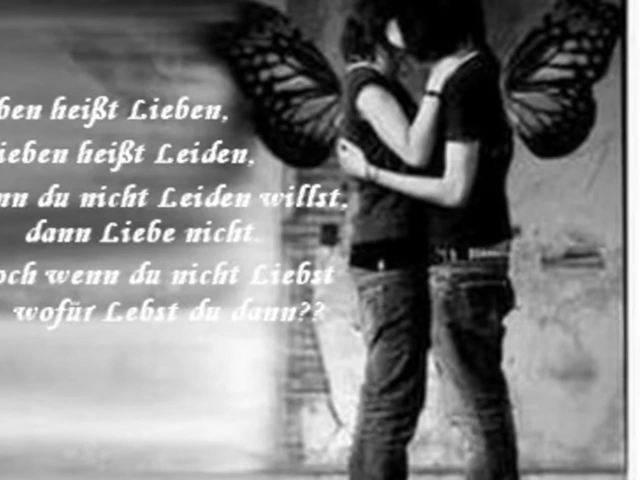 ben heißt Lieben,
ieben heißt Leiden,
nn du nicht Leiden willst,
dann Liebe nicht.
och wenn du nicht Liebst
wofür Lebst du dann??